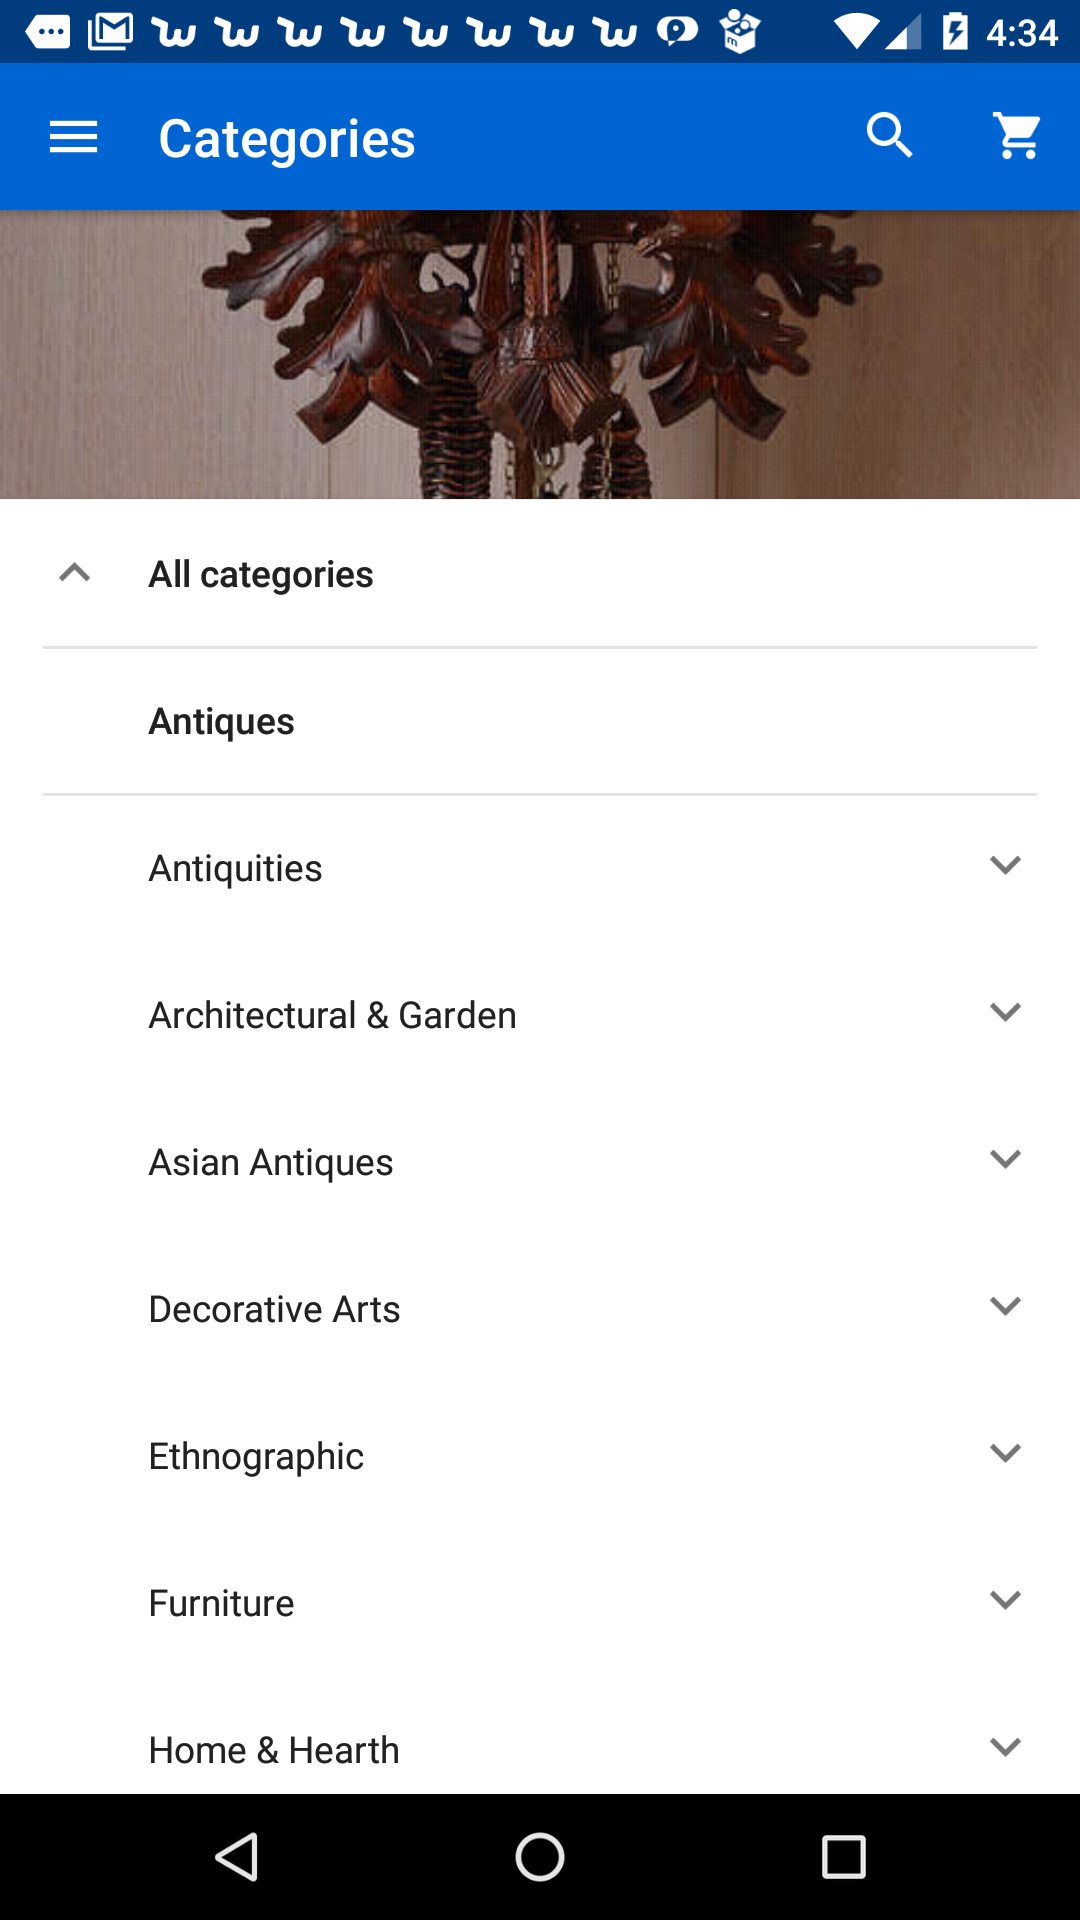 4:34
Categories
All categories
Antiques
Antiquities
Architectural & Garden
Asian Antiques
Decorative Arts
Ethnographic
Furniture
Home & Hearth